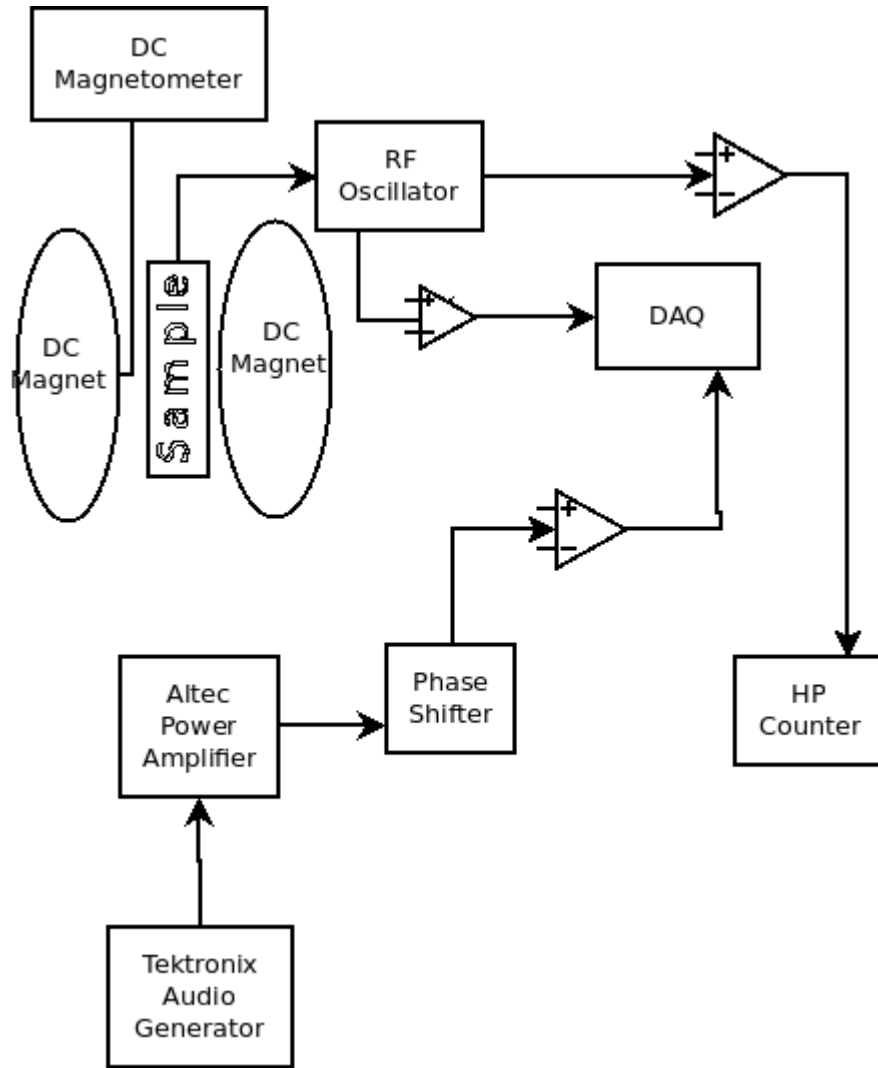 DC
Magnetometer
RF
Oscillator
+
−
+
−
DAQ
DC
Magnet
Sample
DC
Magnet
+
−
Altec
Power
Amplifier
Phase
Shifter
HP
Counter
Tektronix
Audio
Generator